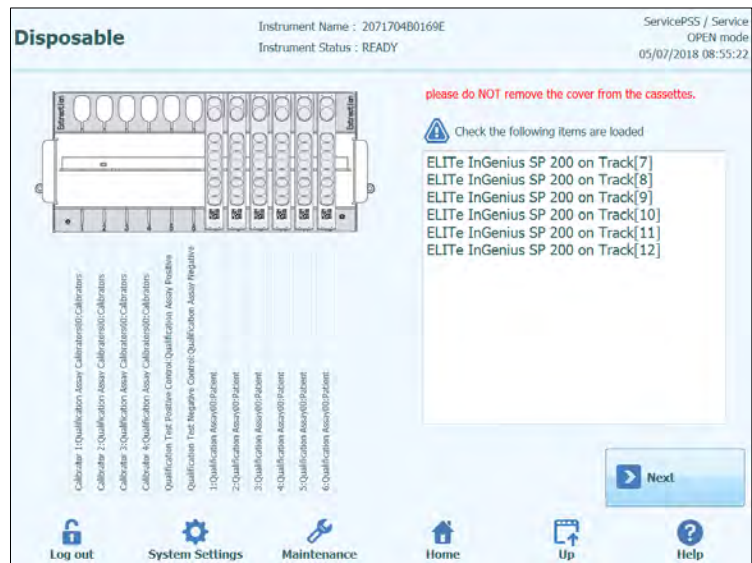 Disposable
Instrument Name : 2071704B0169E
Instrument Status : READY
ServicePSS / Service
OPEN mode
05/07/2018 08:55:22
please do NOT remove the cover from the cassettes.
Check the following items are loaded
ELITe InGenius SP 200 on Track[7]
ELITe InGenius SP 200 on Track[8]
ELITe InGenius SP 200 on Track[9]
ELITe InGenius SP 200 on Track[10]
ELITe InGenius SP 200 on Track[11]
ELITe InGenius SP 200 on Track[12]
Extraction
Extraction
Calibrator 1:Qualification Assay Calibrators00:Calibrators
Calibrator 2:Qualification Assay Calibrators00:Calibrators
Calibrator 3:Qualification Assay Calibrators00:Calibrators
Calibrator 4:Qualification Assay Calibrators00:Calibrators
Qualification Test Positive Control:Qualification Assay Positive
Qualification Test Negative Control:Qualification Assay Negative
1:Qualification Assay00:Patient
2:Qualification Assay00:Patient
3:Qualification Assay00:Patient
4:Qualification Assay00:Patient
5:Qualification Assay00:Patient
6:Qualification Assay00:Patient
Next
Log out
System Settings
Maintenance
Home
Up
Help